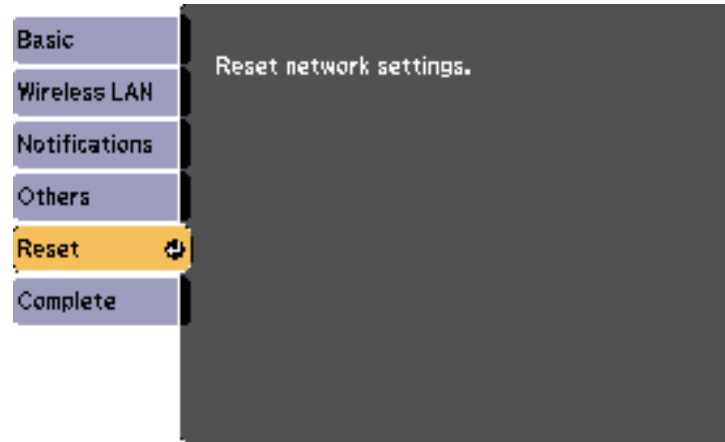 Basic
Wireless LAN
Notifications
Others
Reset
Complete
Reset network settings.